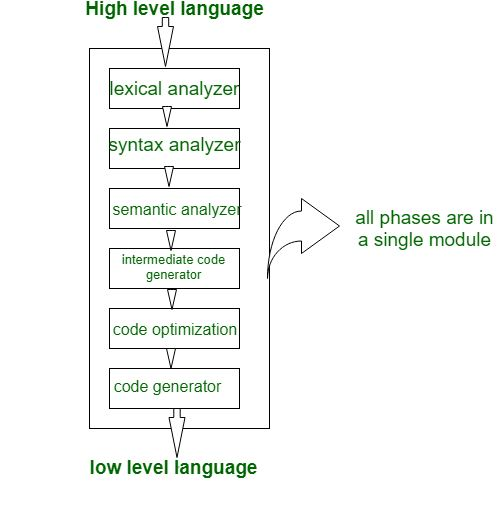 High level language
lexical analyzer
syntax analyzer
semantic analyzer
intermediate code
generator
code optimization
code generator
low level language
all phases are in
a single module